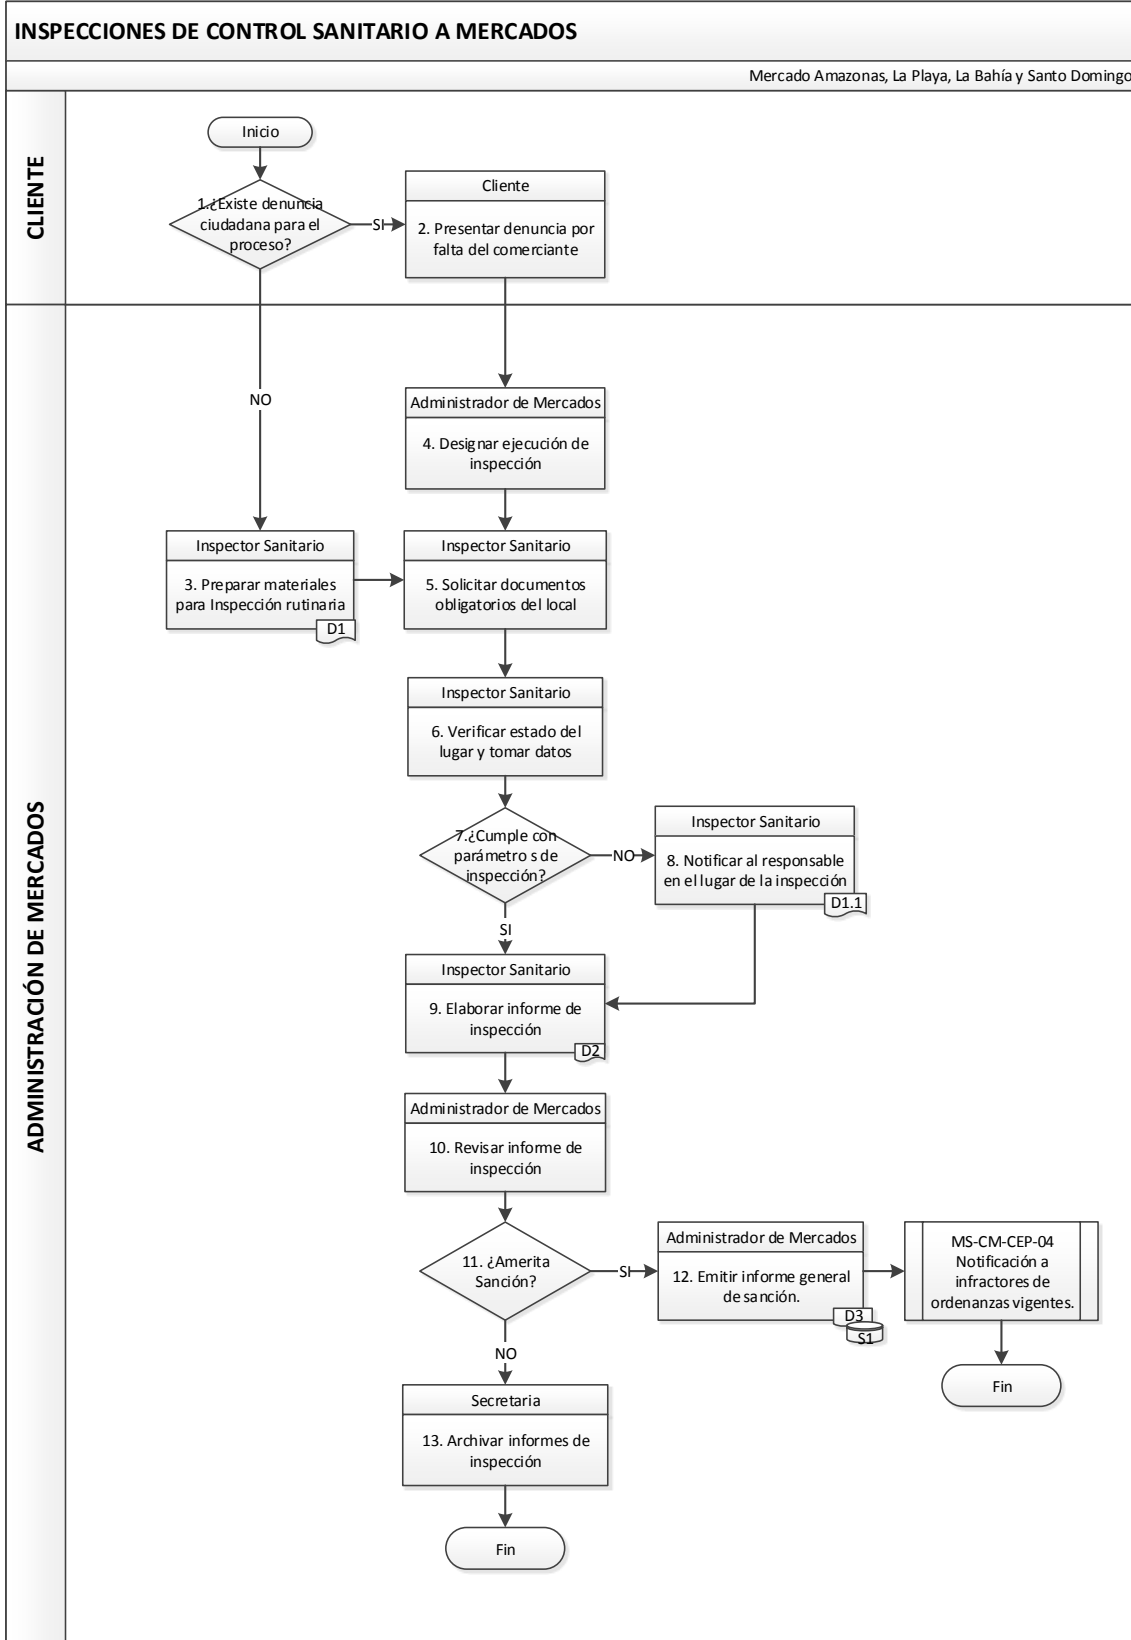 INSPECCIONES DE CONTROL SANITARIO A MERCADOS
Mercado Amazonas, La Playa, La Bahía y Santo Domingo
CLIENTE
Inicio
1.¿Existe denuncia
ciudadana para el
proceso?
SI
Cliente
2. Presentar denuncia por
falta del comerciante
ADMINISTRACIÓN DE MERCADOS
NO
Administrador de Mercados
4. Designar ejecución de
inspección
Inspector Sanitario
3. Preparar materiales
para Inspección rutinaria
D1
Inspector Sanitario
5. Solicitar documentos
obligatorios del local
Inspector Sanitario
6. Verificar estado del
lugar y tomar datos
7.¿Cumple con
parámetro s de
inspección?
NO
Inspector Sanitario
8. Notificar al responsable
en el lugar de la inspección
D1.1
SI
Inspector Sanitario
9. Elaborar informe de
inspección
D2
Administrador de Mercados
10. Revisar informe de
inspección
11. ¿Amerita
Sanción?
SI
Administrador de Mercados
12. Emitir informe general
de sanción.
D3
S1
MS-CM-CEP-04
Notificación a
infractores de
ordenanzas vigentes.
Fin
NO
Secretaria
13. Archivar informes de
inspección
Fin